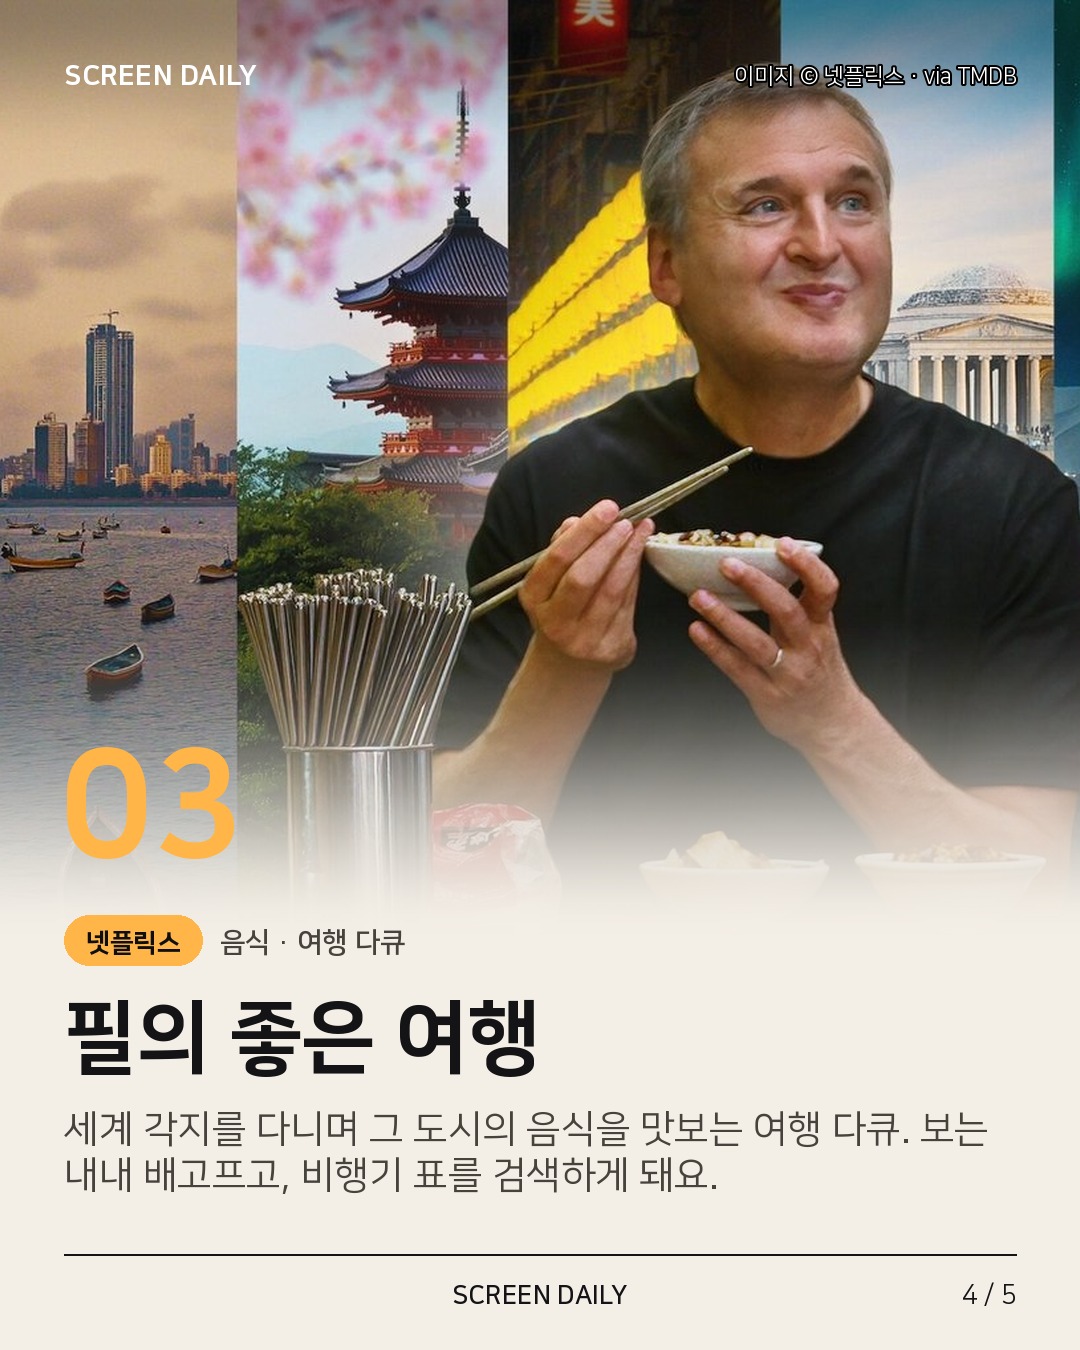 SCREEN DAILY
이미지 © 넷플릭스 · via TMDB
美
03
넷플릭스 음식 · 여행 다큐
필의 좋은 여행
세계 각지를 다니며 그 도시의 음식을 맛보는 여행 다큐. 보는
내내 배고프고, 비행기 표를 검색하게 돼요.
SCREEN DAILY
4 / 5